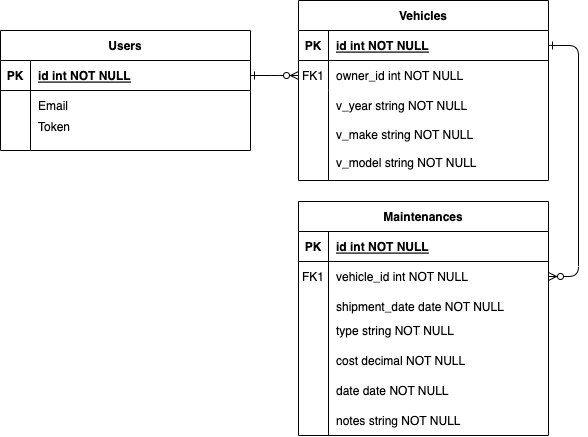 Users
PK id int NOT NULL
Email
Token
Vehicles
PK id int NOT NULL
FK1 owner_id int NOT NULL
v_year string NOT NULL
v_make string NOT NULL
v_model string NOT NULL
Maintenances
PK id int NOT NULL
FK1 vehicle_id int NOT NULL
shipment_date date NOT NULL
type string NOT NULL
cost decimal NOT NULL
date date NOT NULL
notes string NOT NULL